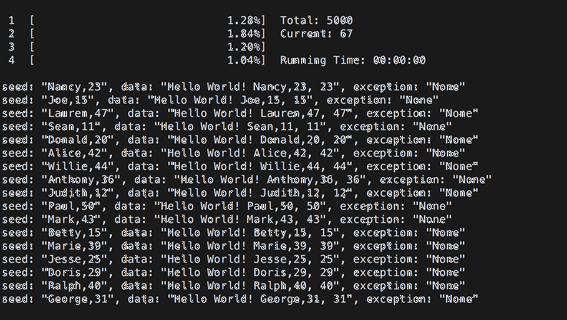 1 [ 1.28%] Total: 5000
2 [ 1.84%] Current: 67
3 [ 1.20%]
4 [ 1.04%] Running Time: 00:00:00
seed: "Nancy,23", data: "Hello World! Nancy,23, 23", exception: "None"
seed: "Joe,15", data: "Hello World! Joe,15, 15", exception: "None"
seed: "Lauren,47", data: "Hello World! Lauren,47, 47", exception: "None"
seed: "Sean,11", data: "Hello World! Sean,11, 11", exception: "None"
seed: "Donald,20", data: "Hello World! Donald,20, 20", exception: "None"
seed: "Alice,42", data: "Hello World! Alice,42, 42", exception: "None"
seed: "Willie,44", data: "Hello World! Willie,44, 44", exception: "None"
seed: "Anthony,36", data: "Hello World! Anthony,36, 36", exception: "None"
seed: "Judith,12", data: "Hello World! Judith,12, 12", exception: "None"
seed: "Paul,50", data: "Hello World! Paul,50, 50", exception: "None"
seed: "Mark,43", data: "Hello World! Mark,43, 43", exception: "None"
seed: "Betty,15", data: "Hello World! Betty,15, 15", exception: "None"
seed: "Marie,39", data: "Hello World! Marie,39, 39", exception: "None"
seed: "Jesse,25", data: "Hello World! Jesse,25, 25", exception: "None"
seed: "Doris,29", data: "Hello World! Doris,29, 29", exception: "None"
seed: "Ralph,40", data: "Hello World! Ralph,40, 40", exception: "None"
seed: "George,31", data: "Hello World! George,31, 31", exception: "None"